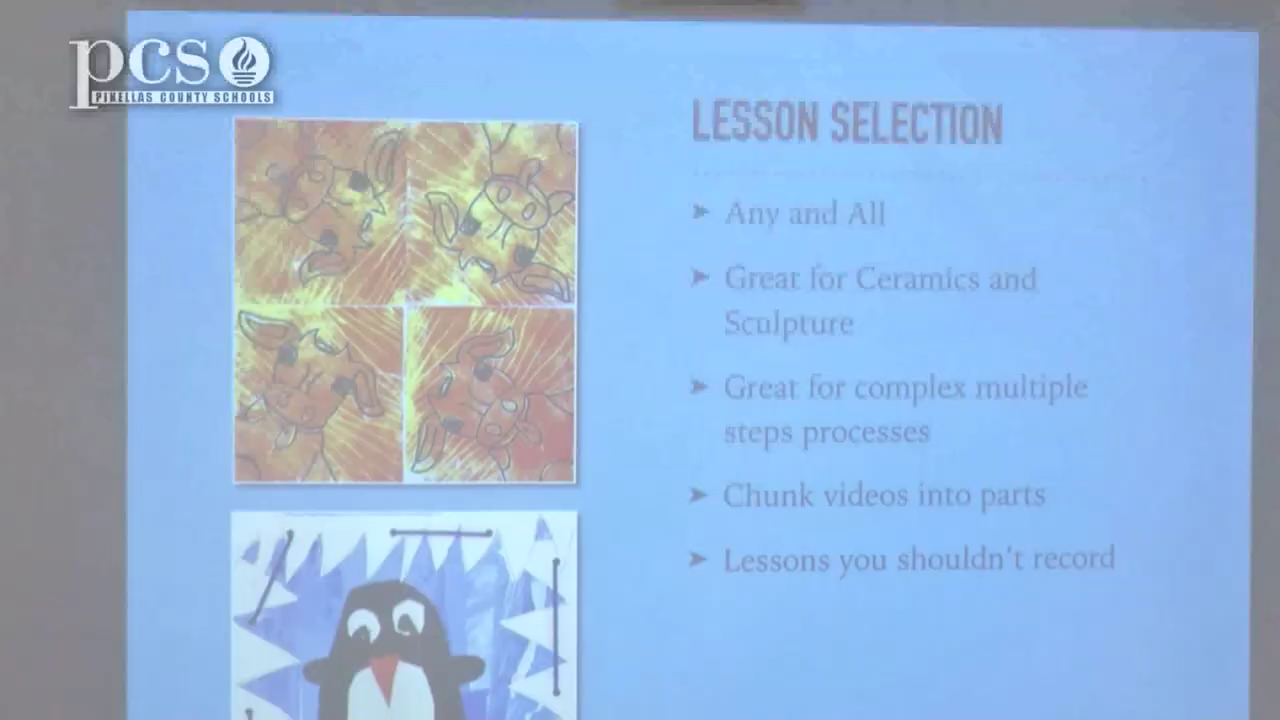 pcs
PINELLAS COUNTY SCHOOLS
LESSON SELECTION
➤ Any and All
➤ Great for Ceramics and
Sculpture
➤ Great for complex multiple
steps processes
➤ Chunk videos into parts
➤ Lessons you shouldn't record